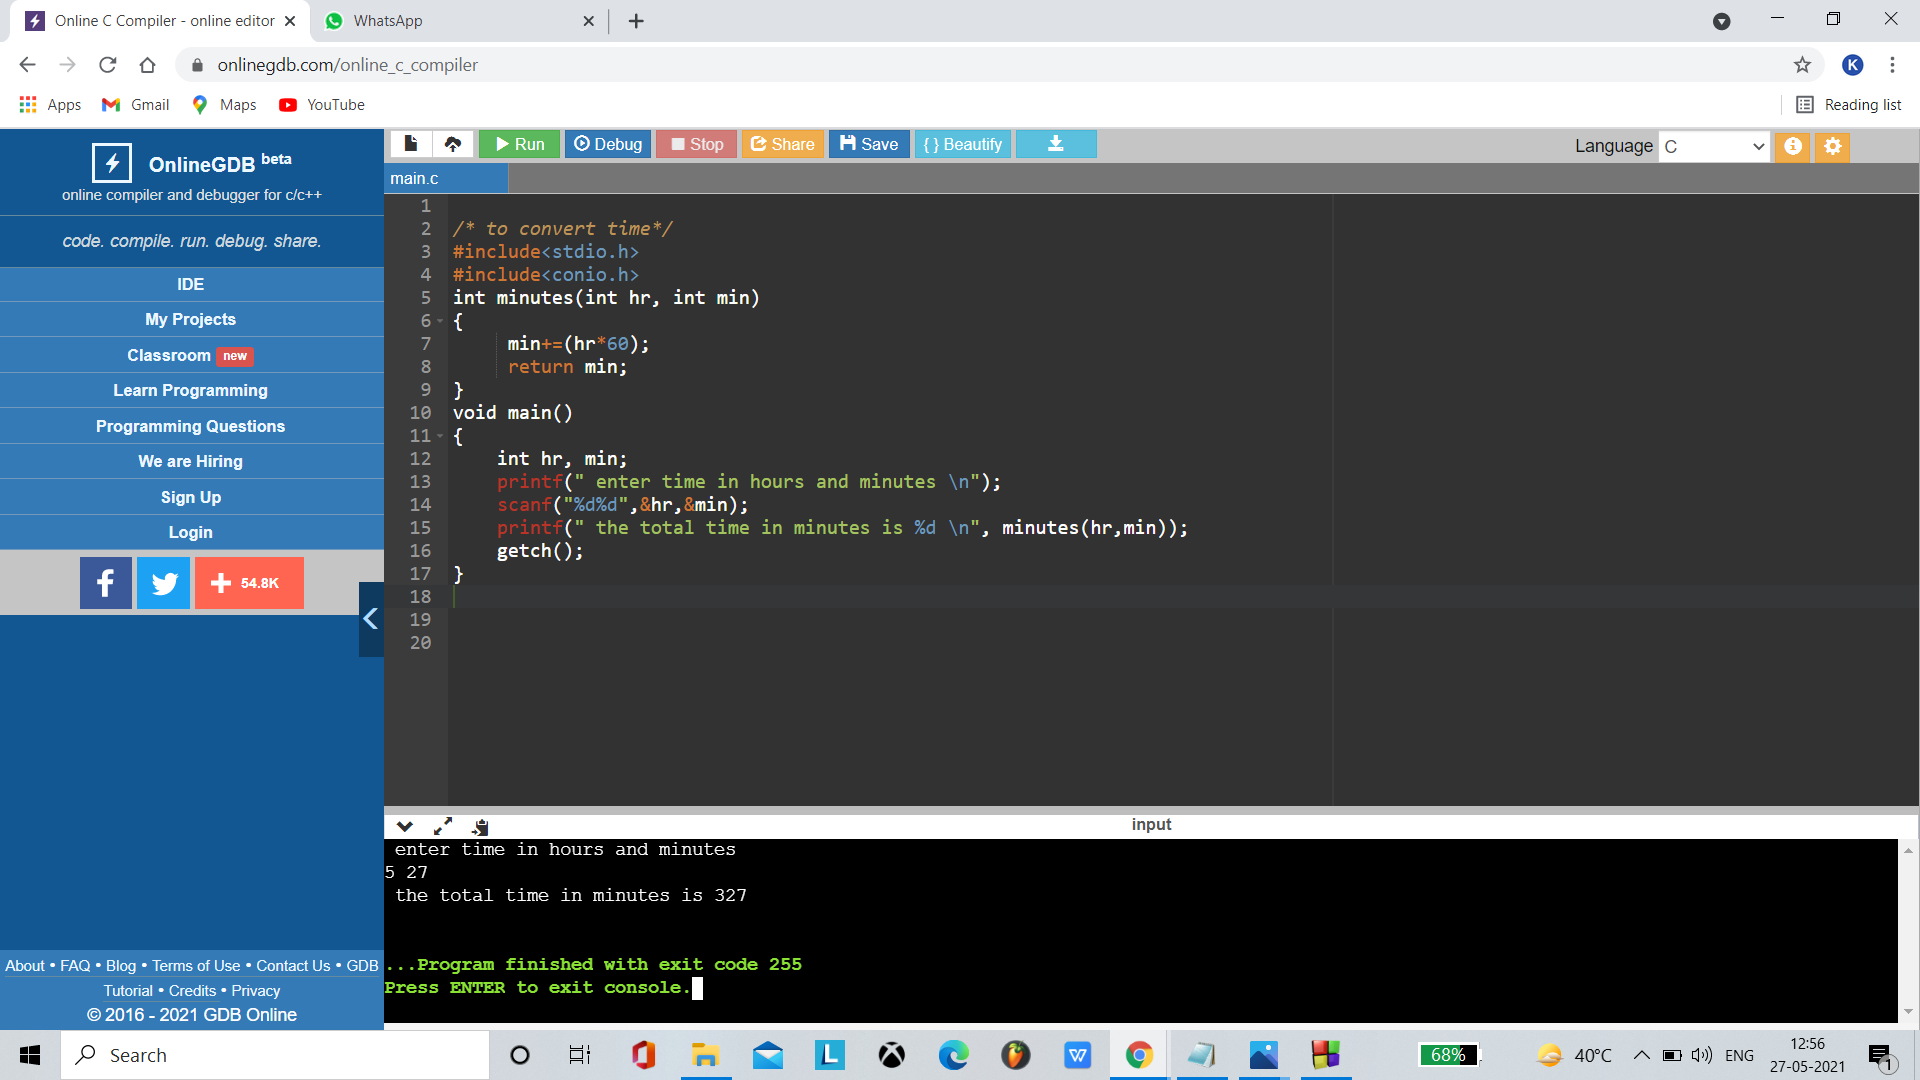 Online C Compiler - online editor
WhatsApp
onlinegdb.com/online_c_compiler
K
Apps
Gmail
Maps
YouTube
Reading list
OnlineGDB beta
online compiler and debugger for c/c++
code. compile. run. debug. share.
IDE
My Projects
Classroom new
Learn Programming
Programming Questions
We are Hiring
Sign Up
Login
f
+ 54.8K
About • FAQ • Blog • Terms of Use • Contact Us • GDB
Tutorial • Credits • Privacy
© 2016 - 2021 GDB Online
Run
Debug
Stop
Share
Save
{ } Beautify
Language C
main.c
1
2 /* to convert time*/
3 #include<stdio.h>
4 #include<conio.h>
5 int minutes(int hr, int min)
6 {
7 min+=(hr*60);
8 return min;
9 }
10 void main()
11 {
12 int hr, min;
13 printf(" enter time in hours and minutes \n");
14 scanf("%d%d",&hr,&min);
15 printf(" the total time in minutes is %d \n", minutes(hr,min));
16 getch();
17 }
18
19
20
input
enter time in hours and minutes
5 27
the total time in minutes is 327
...Program finished with exit code 255
Press ENTER to exit console.
Search
L
W
68%
40°C
ENG
12:56
27-05-2021
1